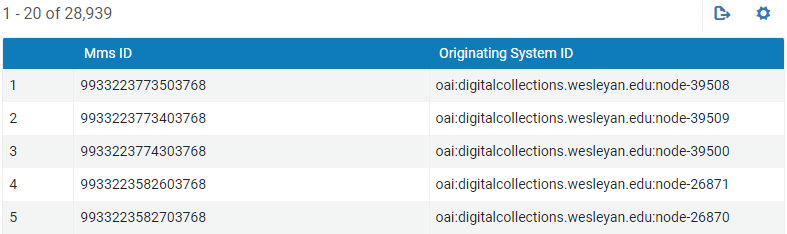 1 - 20 of 28,939
Mms ID Originating System ID
1 9933223773503768 oai:digitalcollections.wesleyan.edu:node-39508
2 9933223773403768 oai:digitalcollections.wesleyan.edu:node-39509
3 9933223774303768 oai:digitalcollections.wesleyan.edu:node-39500
4 9933223582603768 oai:digitalcollections.wesleyan.edu:node-26871
5 9933223582703768 oai:digitalcollections.wesleyan.edu:node-26870